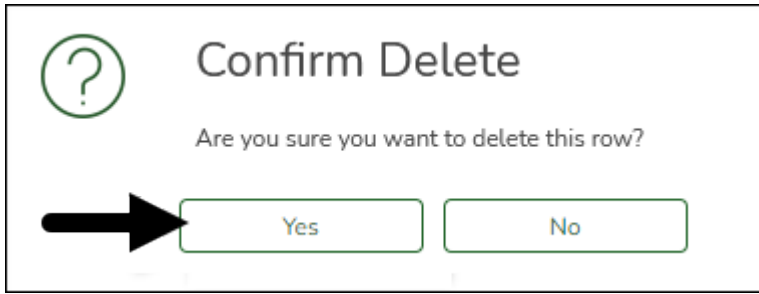 Confirm Delete
Are you sure you want to delete this row?
Yes
No